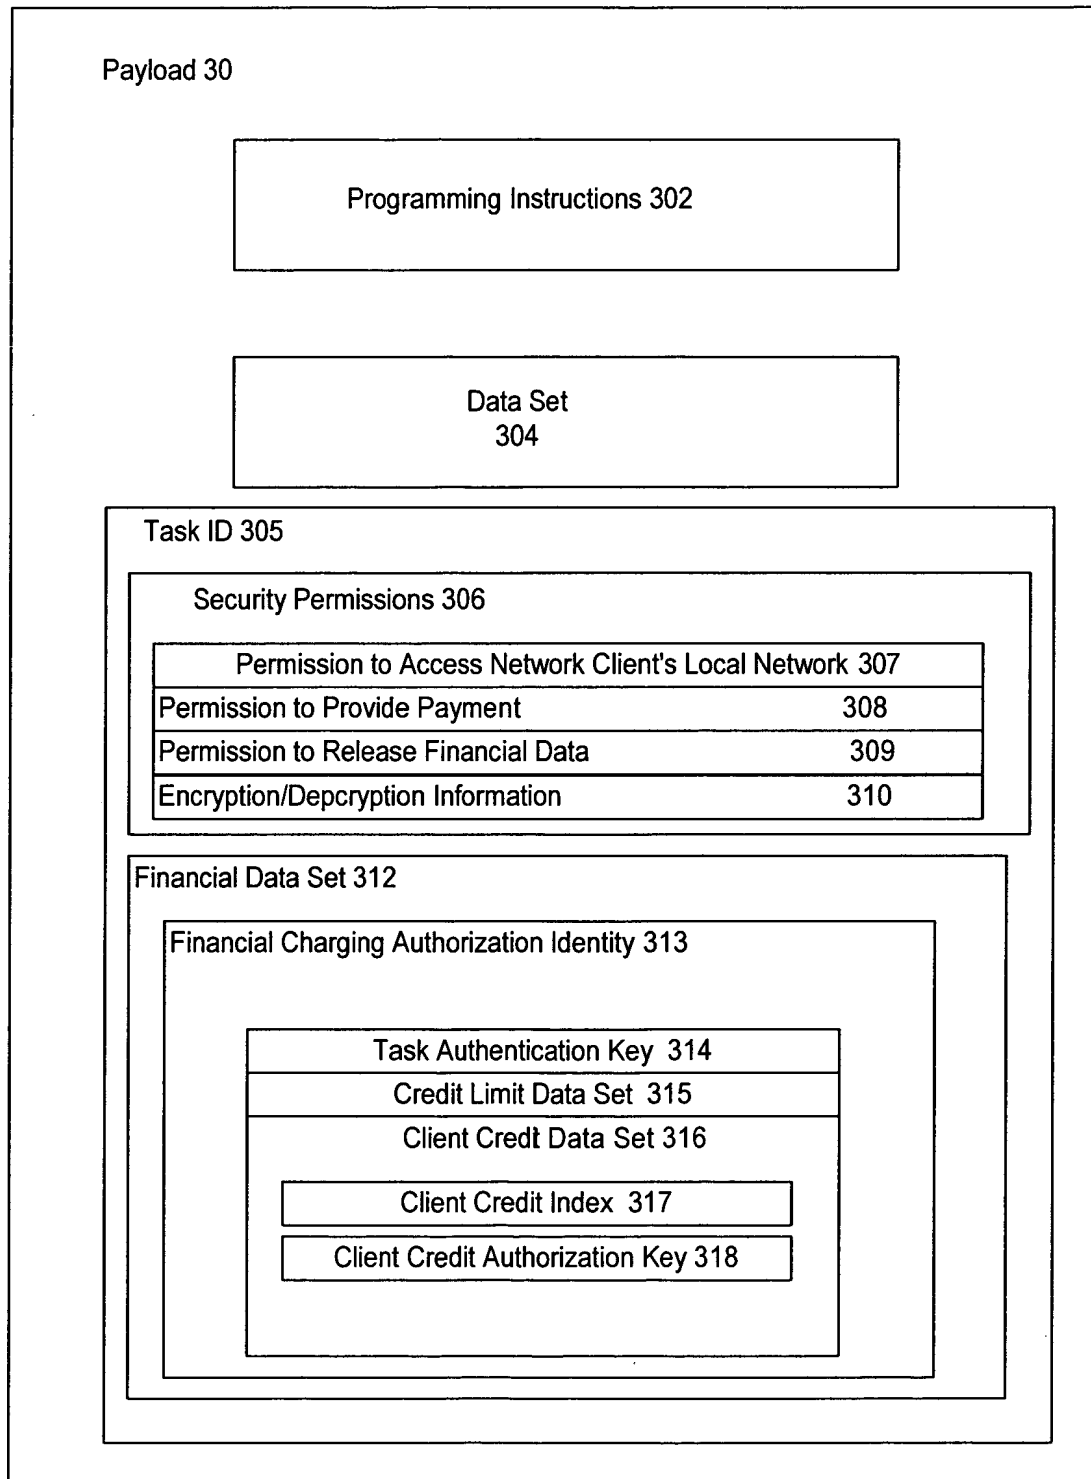 Payload 30
Programming Instructions 302
Data Set
304
Task ID 305
Security Permissions 306
Permission to Access Network Client's Local Network 307
Permission to Provide Payment 308
Permission to Release Financial Data 309
Encryption/Depcryption Information 310
Financial Data Set 312
Financial Charging Authorization Identity 313
Task Authentication Key 314
Credit Limit Data Set 315
Client Credit Data Set 316
Client Credit Index 317
Client Credit Authorization Key 318